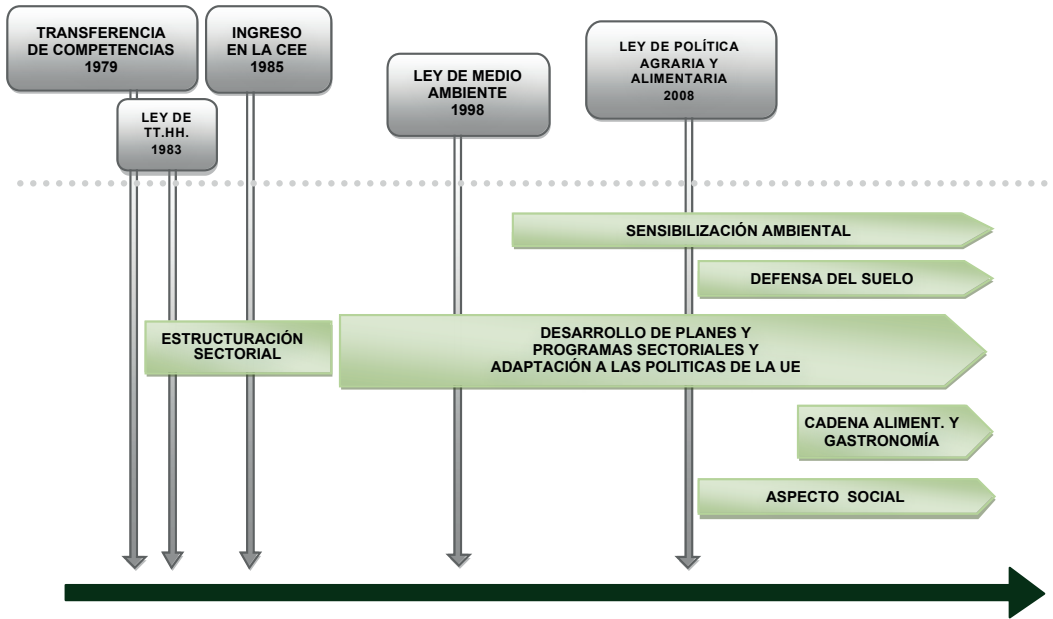 TRANSFERENCIA
DE COMPETENCIAS
1979
INGRESO
EN LA CEE
1985
LEY DE
TT.HH.
1983
LEY DE MEDIO
AMBIENTE
1998
LEY DE POLÍTICA
AGRARIA Y
ALIMENTARIA
2008
SENSIBILIZACIÓN AMBIENTAL
DEFENSA DEL SUELO
ESTRUCTURACIÓN
SECTORIAL
DESARROLLO DE PLANES Y
PROGRAMAS SECTORIALES Y
ADAPTACIÓN A LAS POLITICAS DE LA UE
CADENA ALIMENT. Y
GASTRONOMÍA
ASPECTO SOCIAL